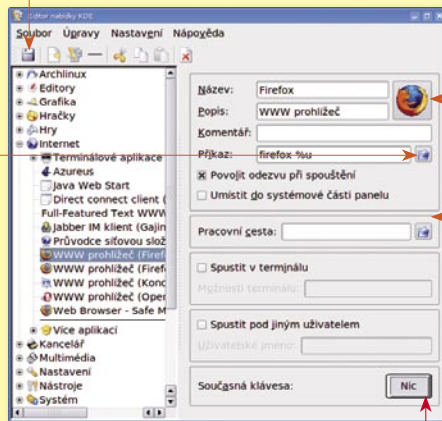 Editor nabídky KDE
Soubor Úpravy Nastavení Nápověda
Archlinux
Editory
Grafika
Hračky
Hry
Internet
Terminálové aplikace
Azureus
Java Web Start
Direct connect client (
Full-Featured Text WWW
Jabber IM klient (Gajin
Průvodce síťovou slož
WWW prohlížeč (Firef
WWW prohlížeč (Firef
WWW prohlížeč (Konq
WWW prohlížeč (Oper
Web Browser - Safe M
Více aplikací
Kancelář
Multimédia
Nastavení
Nástroje
Systém
Název: Firefox
Popis: WWW prohlížeč
Komentář:
Příkaz: firefox %u
Povolit odezvu při spouštění
Umístit do systémové části panelu
Pracovní cesta:
Spustit v terminálu
Možnosti terminálu:
Spustit pod jiným uživatelem
Uživatelské jméno:
Současná klávesa: Nic